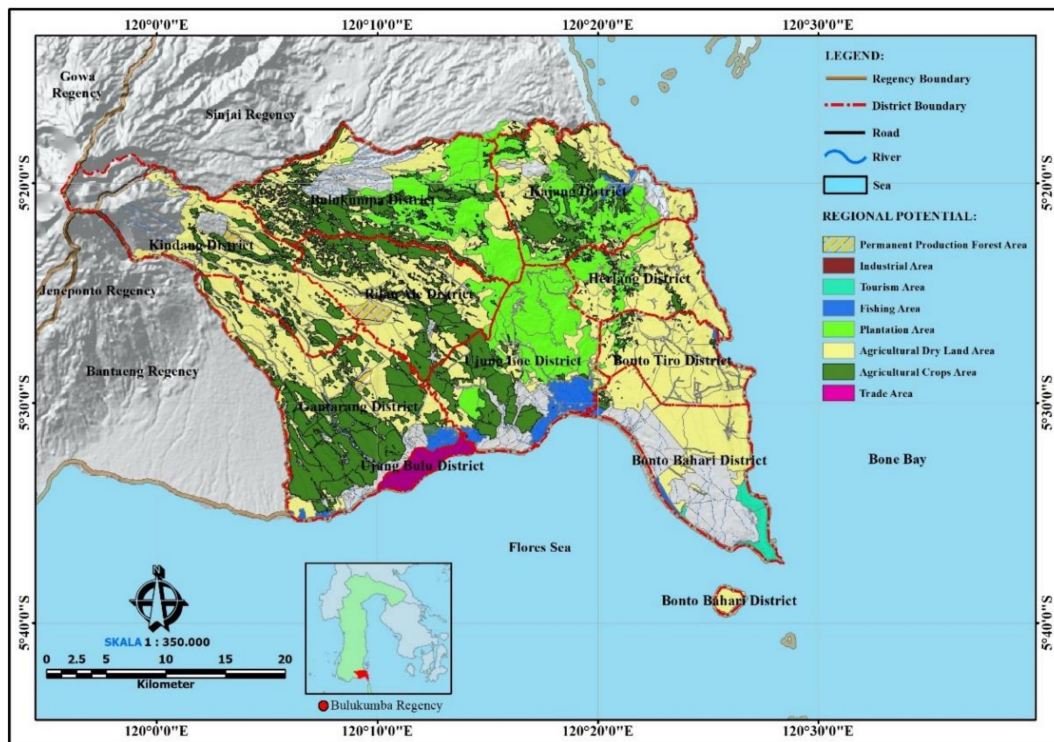 120°0'0"E
120°10'0"E
120°20'0"E
120°30'0"E
Gowa
Regency
Sinjai Regency
LEGEND:
Regency Boundary
District Boundary
Road
River
Sea
5°20'0"S
5°20'0"S
Bulukumpa District
Kajang District
REGIONAL POTENTIAL:
Permanent Production Forest Area
Industrial Area
Tourism Area
Fishing Area
Plantation Area
Agricultural Dry Land Area
Agricultural Crops Area
Trade Area
Kindang District
Herlang District
Jeneponto Regency
Rilau Ale District
Ujung Loe District
Bonto Tiro District
Bantaeng Regency
5°30'0"S
5°30'0"S
Gantarang District
Ujang Bulu District
Bonto Bahari District
Bone Bay
Flores Sea
N
Bonto Bahari District
5°40'0"S
5°40'0"S
SKALA 1 : 350.000
0 2.5 5 10 15 20
Kilometer
Bulukumba Regency
120°0'0"E
120°10'0"E
120°20'0"E
120°30'0"E